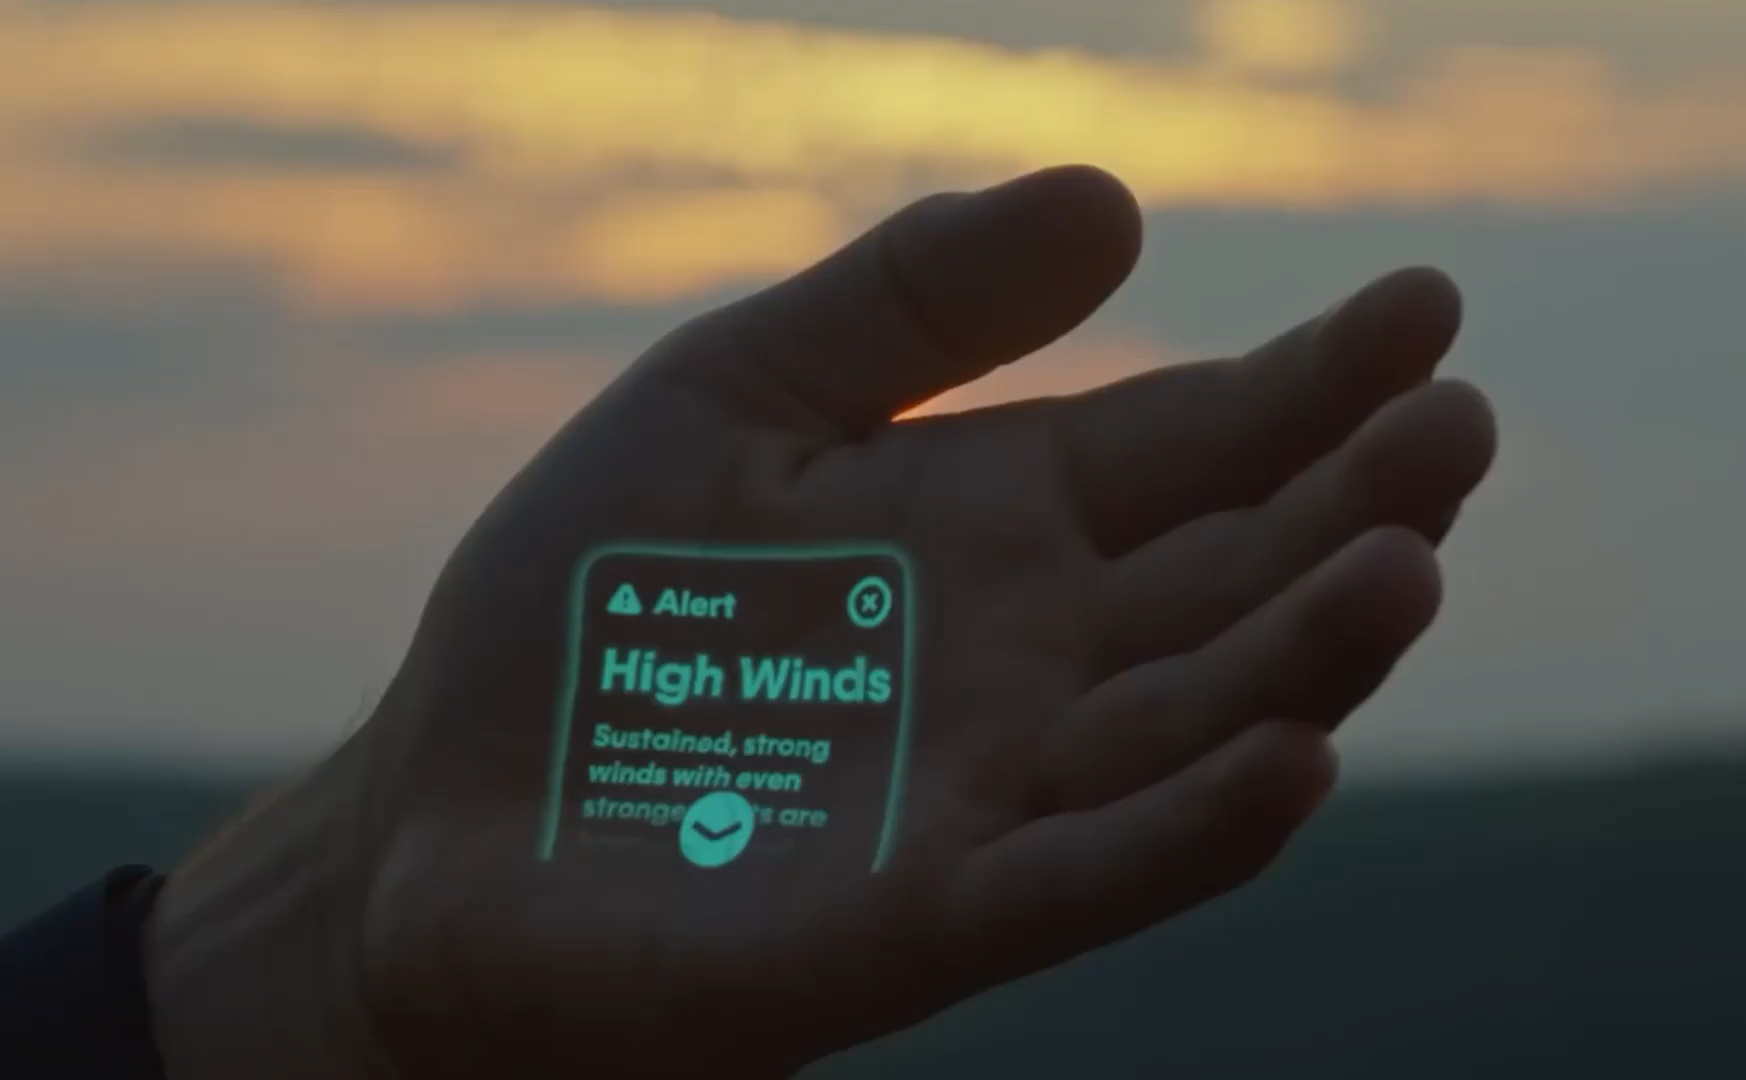 Alert
High Winds
Sustained, strong
winds with even
are